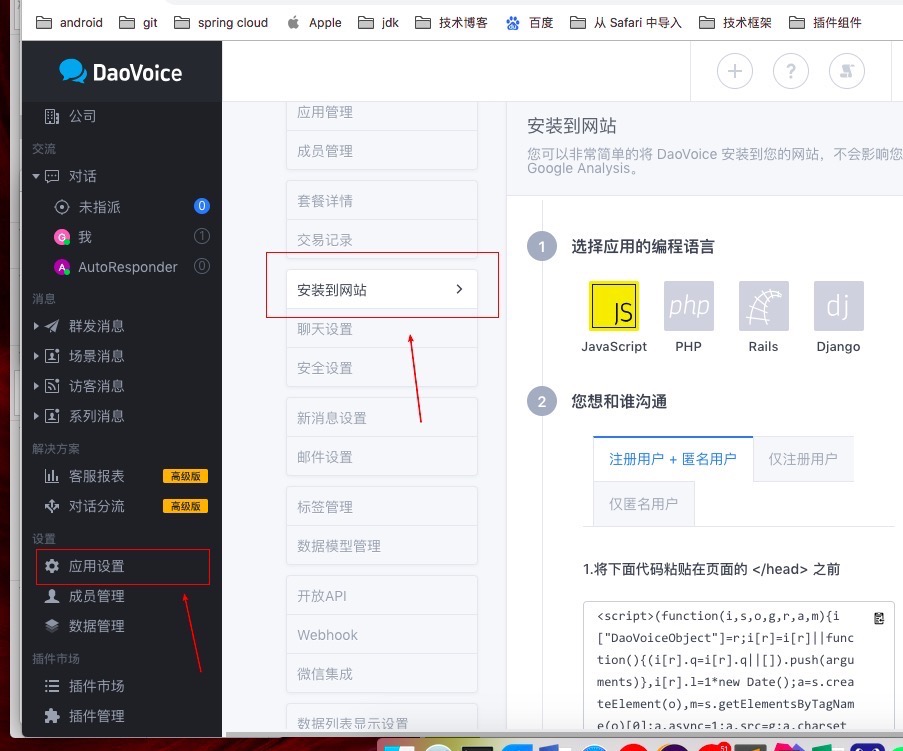 android git spring cloud Apple jdk 技术博客 百度 从 Safari 中导入 技术框架 插件组件
DaoVoice
公司
交流
对话
未指派 0
我 1
AutoResponder 0
消息
群发消息
场景消息
访客消息
系列消息
解决方案
客服报表 高级版
对话分流 高级版
设置
应用设置
成员管理
数据管理
插件市场
插件市场
插件管理
应用管理
成员管理
套餐详情
交易记录
安装到网站
聊天设置
安全设置
新消息设置
邮件设置
标签管理
数据模型管理
开放API
Webhook
微信集成
数据列表显示设置
安装到网站
您可以非常简单的将 DaoVoice 安装到您的网站，不会影响您
Google Analysis。
1 选择应用的编程语言
JS php dj
JavaScript PHP Rails Django
2 您想和谁沟通
注册用户 + 匿名用户 仅注册用户
仅匿名用户
1.将下面代码粘贴在页面的 </head> 之前
<script>(function(i,s,o,g,r,a,m){i
["DaoVoiceObject"]=r;i[r]=i[r]||func
tion(){(i[r].q=i[r].q||[]).push(argu
ments)},i[r].l=1*new Date();a=s.crea
teElement(o),m=s.getElementsByTagNam
e(o)[0];a.async=1;a.src=g;a.charset
51